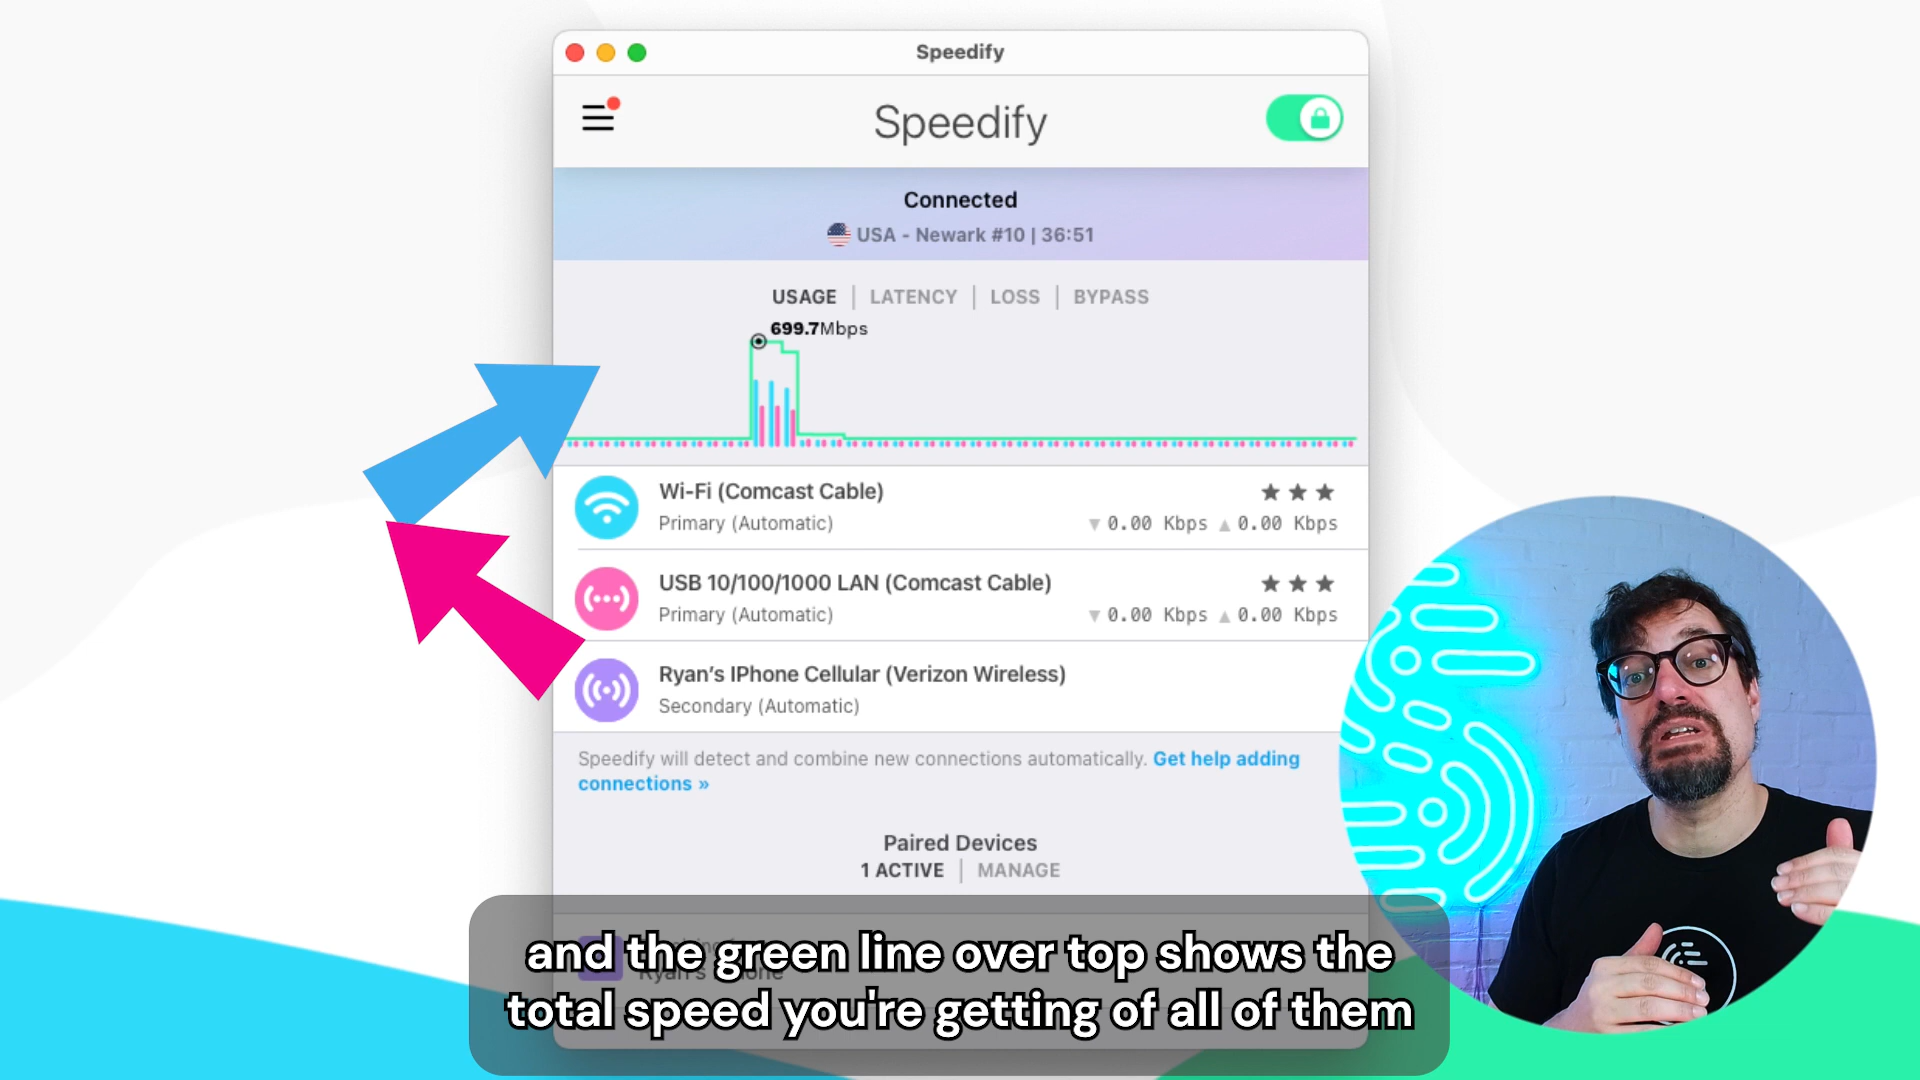 Speedify
Speedify
Connected
USA - Newark #10 | 36:51
USAGE | LATENCY | LOSS | BYPASS
699.7Mbps
Wi-Fi (Comcast Cable)
Primary (Automatic) ▼ 0.00 Kbps ▲ 0.00 Kbps
USB 10/100/1000 LAN (Comcast Cable)
Primary (Automatic) ▼ 0.00 Kbps ▲ 0.00 Kbps
Ryan’s IPhone Cellular (Verizon Wireless)
Secondary (Automatic)
Speedify will detect and combine new connections automatically. Get help adding
connections »
Paired Devices
1 ACTIVE | MANAGE
and the green line over top shows the
total speed you're getting of all of them